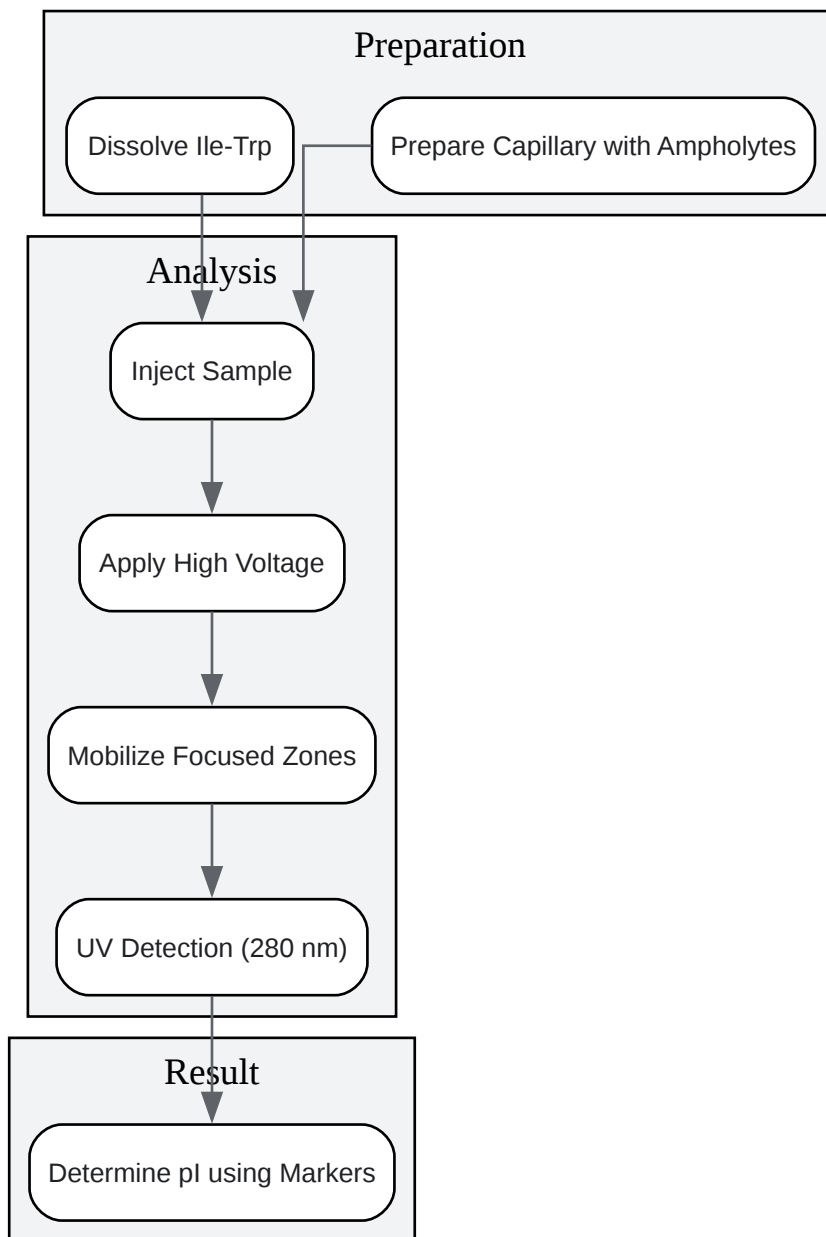 Preparation
Dissolve Ile-Trp
Prepare Capillary with Ampholytes
Analysis
Inject Sample
Apply High Voltage
Mobilize Focused Zones
UV Detection (280 nm)
Result
Determine pI using Markers